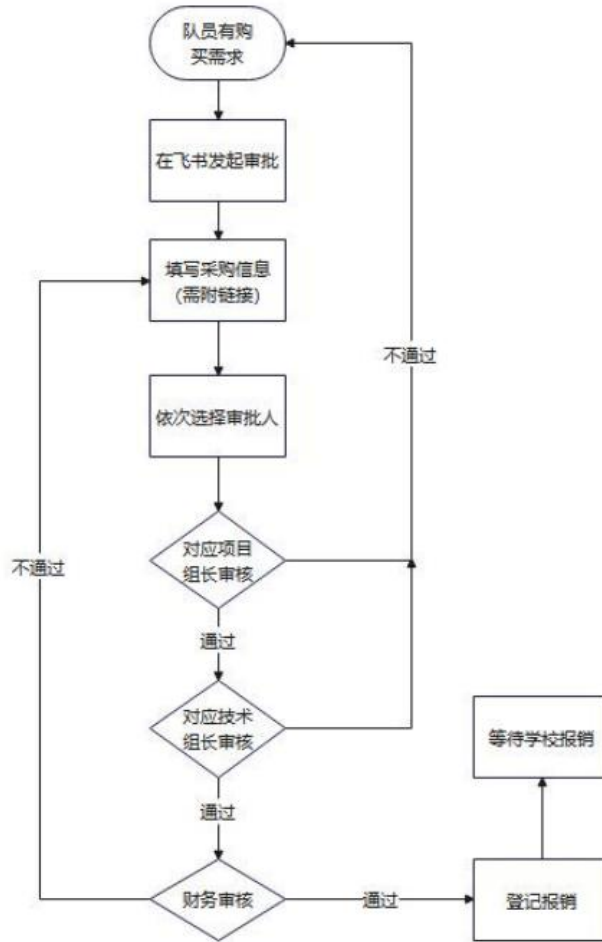 队员有购
买需求
在飞书发起审批
填写采购信息
(需附链接)
不通过
依次选择审批人
对应项目
组长审核
不通过
通过
对应技术
组长审核
等待学校报销
通过
财务审核
通过
登记报销